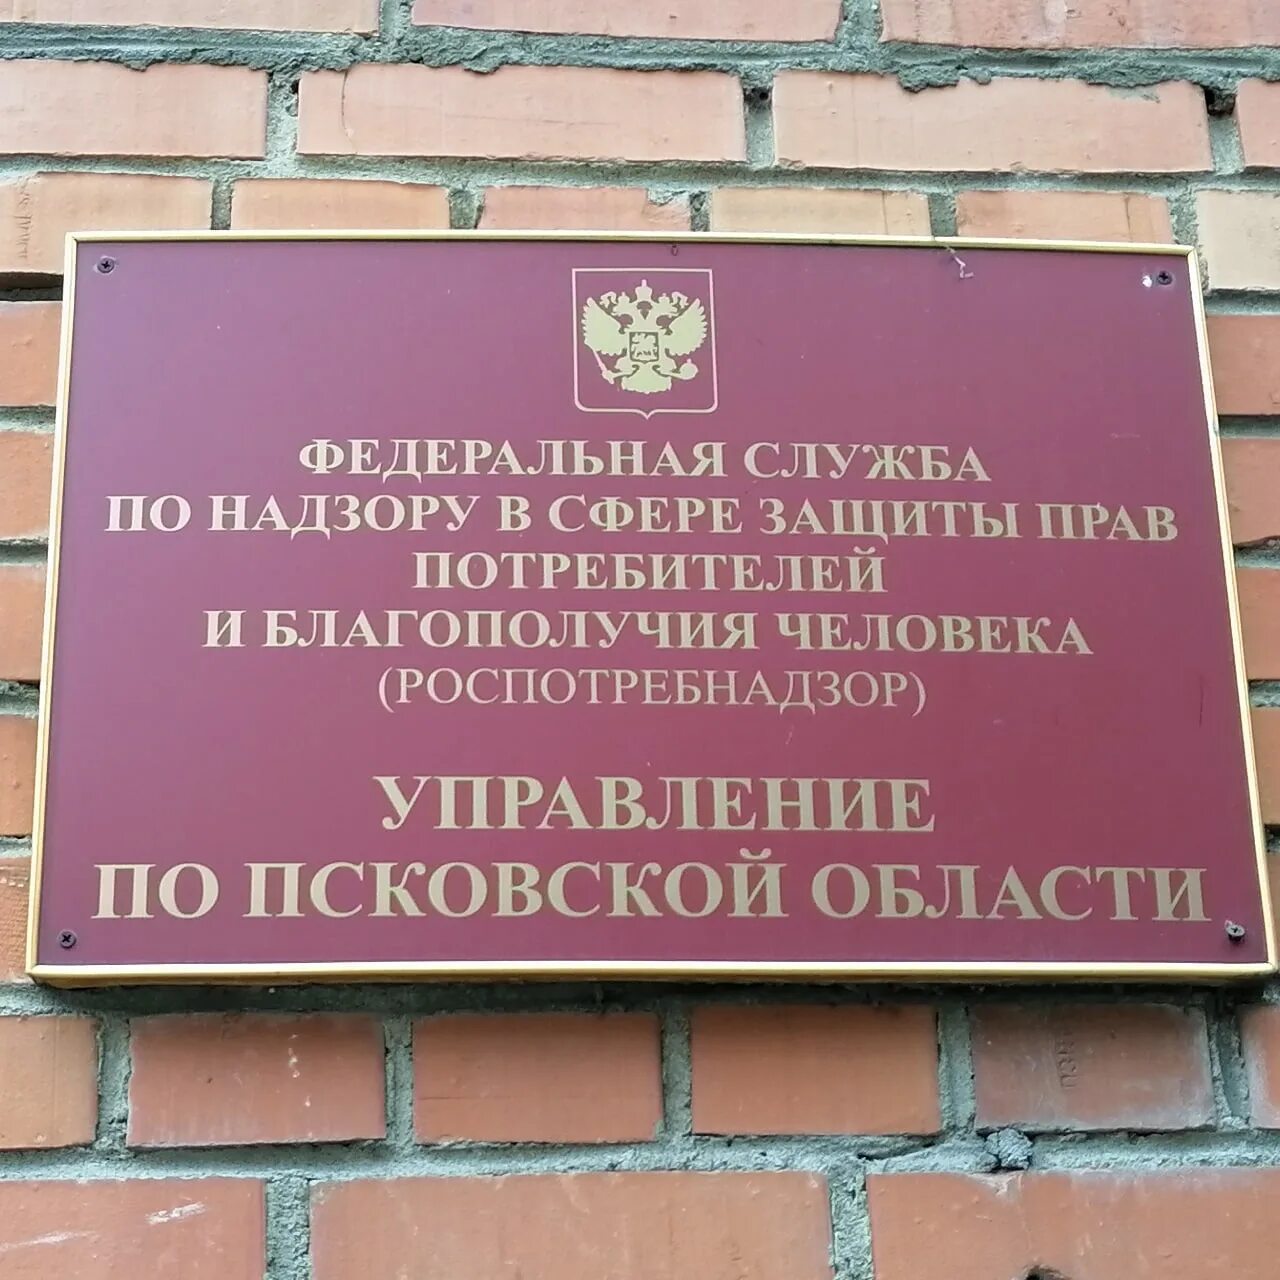 ФЕДЕРАЛЬНАЯ СЛУЖБА
ПО НАДЗОРУ В СФЕРЕ ЗАЩИТЫ ПРАВ
ПОТРЕБИТЕЛЕЙ
И БЛАГОПОЛУЧИЯ ЧЕЛОВЕКА
(РОСПОТРЕБНАДЗОР)
УПРАВЛЕНИЕ
ПО ПСКОВСКОЙ ОБЛАСТИ